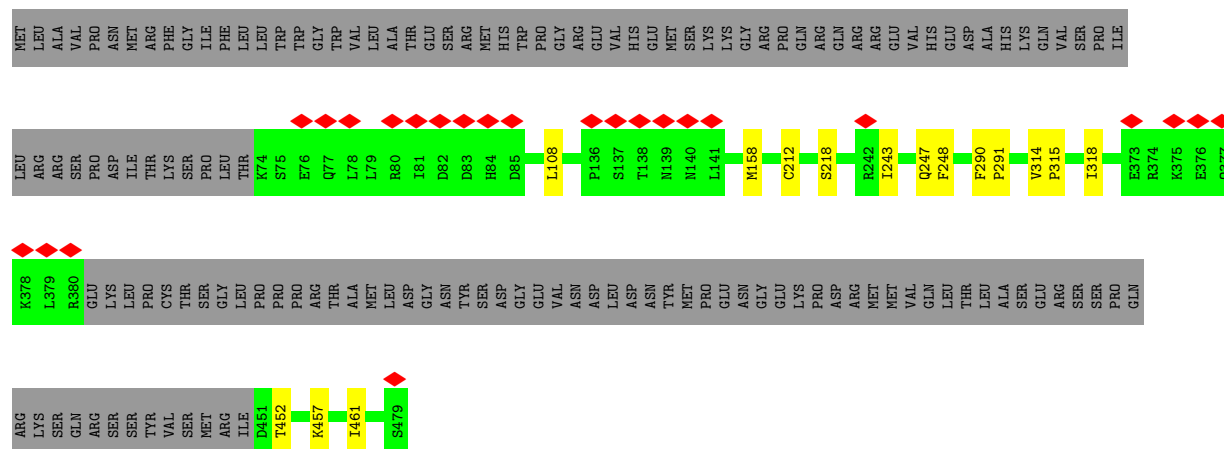 MET LEU ALA VAL PRO ASN MET ARG PHE GLY ILE PHE LEU LEU TRP TRP GLY TRP VAL LEU ALA THR GLU SER ARG MET HIS TRP PRO GLY ARG GLU VAL HIS GLU MET SER LYS LYS GLY ARG PRO GLN ARG GLN ARG ARG GLU VAL HIS GLU ASP ALA HIS LYS GLN VAL SER PRO ILE
LEU ARG ARG SER PRO ASP ILE THR LYS SER PRO LEU THR K74 S75 E76 Q77 L78 L79 R80 I81 D82 D83 H84 D85 L108 P136 S137 T138 N139 N140 L141 M158 C212 S218 R242 I243 Q247 F248 F290 P291 V314 P315 I318 E373 R374 K375 E376
K378 L379 R380 GLU LYS LEU PRO CYS THR SER GLY LEU PRO PRO PRO ARG THR ALA MET LEU ASP GLY ASN TYR SER ASP GLY GLU VAL ASN ASP LEU ASP ASN TYR MET PRO GLU ASN GLY GLU LYS PRO ASP ARG MET MET VAL GLN LEU THR LEU ALA SER GLU ARG SER SER PRO GLN
ARG LYS SER GLN ARG SER SER TYR VAL SER MET ARG ILE D451 T452 K457 I461 S479